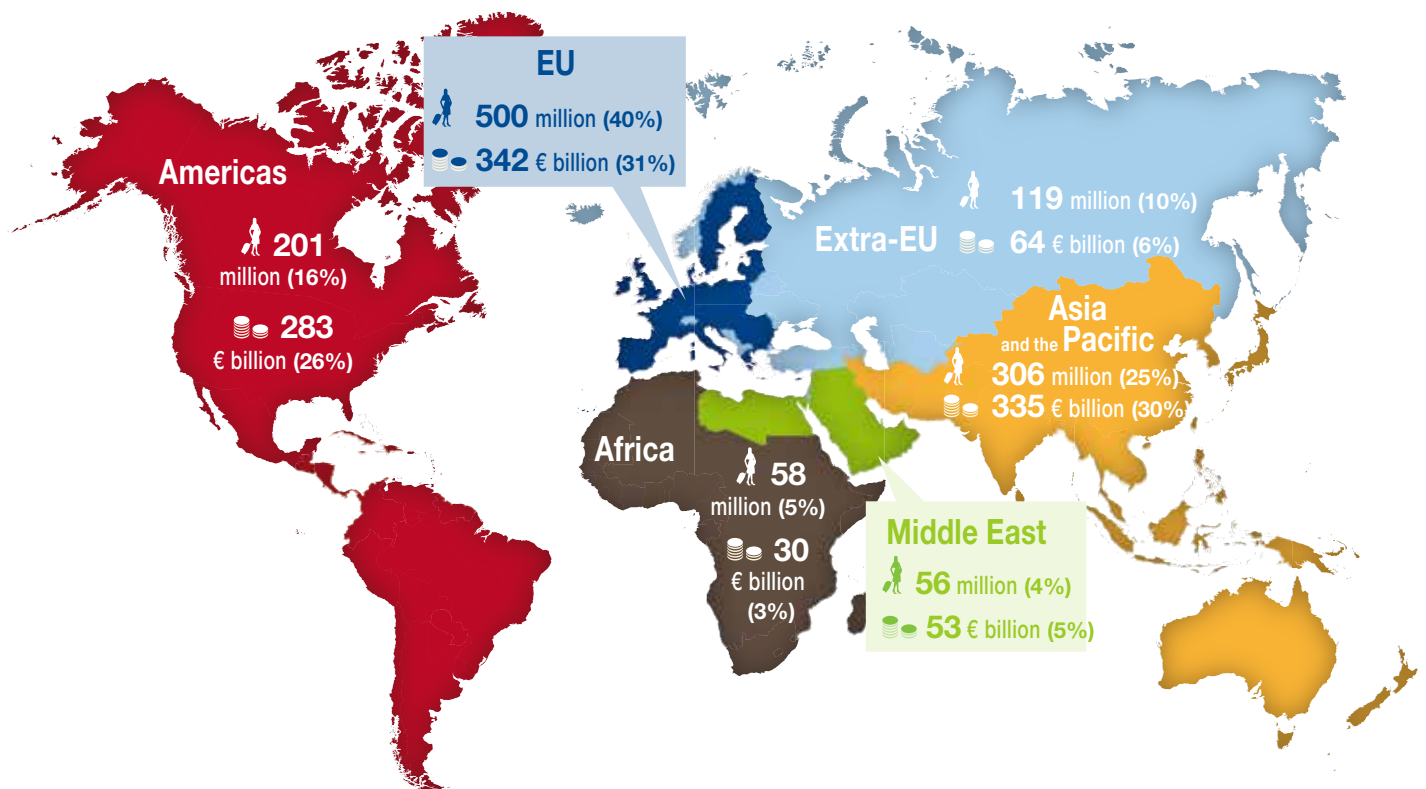 EU
500 million (40%)
342 € billion (31%)
Americas
201
million (16%)
283
€ billion (26%)
119 million (10%)
Extra-EU
64 € billion (6%)
Asia
and the Pacific
306 million (25%)
335 € billion (30%)
Africa
58
million (5%)
30
€ billion
(3%)
Middle East
56 million (4%)
53 € billion (5%)